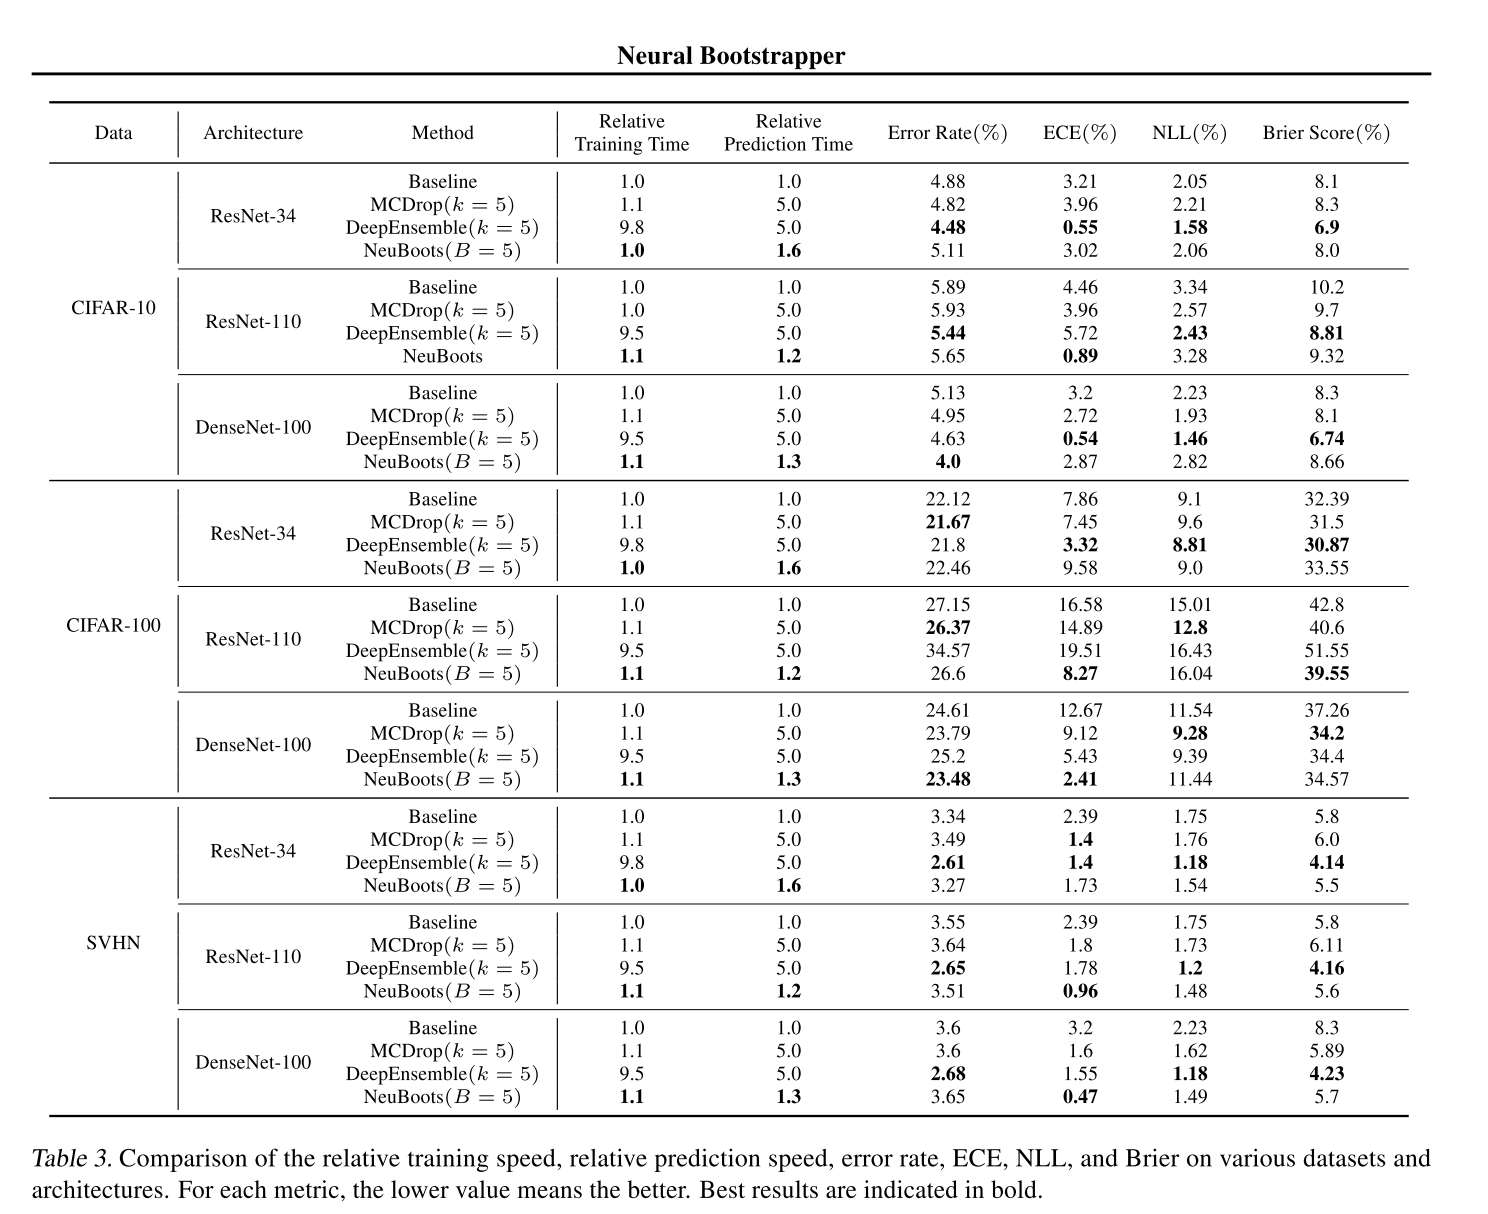 Neural Bootstrapper
Data Architecture Method Relative Training Time Relative Prediction Time Error Rate(%) ECE(%) NLL(%) Brier Score(%)
CIFAR-10
ResNet-34
Baseline 1.0 1.0 4.88 3.21 2.05 8.1
MCDrop(k = 5) 1.1 5.0 4.82 3.96 2.21 8.3
DeepEnsemble(k = 5) 9.8 5.0 4.48 0.55 1.58 6.9
NeuBoots(B = 5) 1.0 1.6 5.11 3.02 2.06 8.0
ResNet-110
Baseline 1.0 1.0 5.89 4.46 3.34 10.2
MCDrop(k = 5) 1.0 5.0 5.93 3.96 2.57 9.7
DeepEnsemble(k = 5) 9.5 5.0 5.44 5.72 2.43 8.81
NeuBoots 1.1 1.2 5.65 0.89 3.28 9.32
DenseNet-100
Baseline 1.0 1.0 5.13 3.2 2.23 8.3
MCDrop(k = 5) 1.1 5.0 4.95 2.72 1.93 8.1
DeepEnsemble(k = 5) 9.5 5.0 4.63 0.54 1.46 6.74
NeuBoots(B = 5) 1.1 1.3 4.0 2.87 2.82 8.66
CIFAR-100
ResNet-34
Baseline 1.0 1.0 22.12 7.86 9.1 32.39
MCDrop(k = 5) 1.1 5.0 21.67 7.45 9.6 31.5
DeepEnsemble(k = 5) 9.8 5.0 21.8 3.32 8.81 30.87
NeuBoots(B = 5) 1.0 1.6 22.46 9.58 9.0 33.55
ResNet-110
Baseline 1.0 1.0 27.15 16.58 15.01 42.8
MCDrop(k = 5) 1.1 5.0 26.37 14.89 12.8 40.6
DeepEnsemble(k = 5) 9.5 5.0 34.57 19.51 16.43 51.55
NeuBoots(B = 5) 1.1 1.2 26.6 8.27 16.04 39.55
DenseNet-100
Baseline 1.0 1.0 24.61 12.67 11.54 37.26
MCDrop(k = 5) 1.1 5.0 23.79 9.12 9.28 34.2
DeepEnsemble(k = 5) 9.5 5.0 25.2 5.43 9.39 34.4
NeuBoots(B = 5) 1.1 1.3 23.48 2.41 11.44 34.57
SVHN
ResNet-34
Baseline 1.0 1.0 3.34 2.39 1.75 5.8
MCDrop(k = 5) 1.1 5.0 3.49 1.4 1.76 6.0
DeepEnsemble(k = 5) 9.8 5.0 2.61 1.4 1.18 4.14
NeuBoots(B = 5) 1.0 1.6 3.27 1.73 1.54 5.5
ResNet-110
Baseline 1.0 1.0 3.55 2.39 1.75 5.8
MCDrop(k = 5) 1.1 5.0 3.64 1.8 1.73 6.11
DeepEnsemble(k = 5) 9.5 5.0 2.65 1.78 1.2 4.16
NeuBoots(B = 5) 1.1 1.2 3.51 0.96 1.48 5.6
DenseNet-100
Baseline 1.0 1.0 3.6 3.2 2.23 8.3
MCDrop(k = 5) 1.1 5.0 3.6 1.6 1.62 5.89
DeepEnsemble(k = 5) 9.5 5.0 2.68 1.55 1.18 4.23
NeuBoots(B = 5) 1.1 1.3 3.65 0.47 1.49 5.7
Table 3. Comparison of the relative training speed, relative prediction speed, error rate, ECE, NLL, and Brier on various datasets and
architectures. For each metric, the lower value means the better. Best results are indicated in bold.